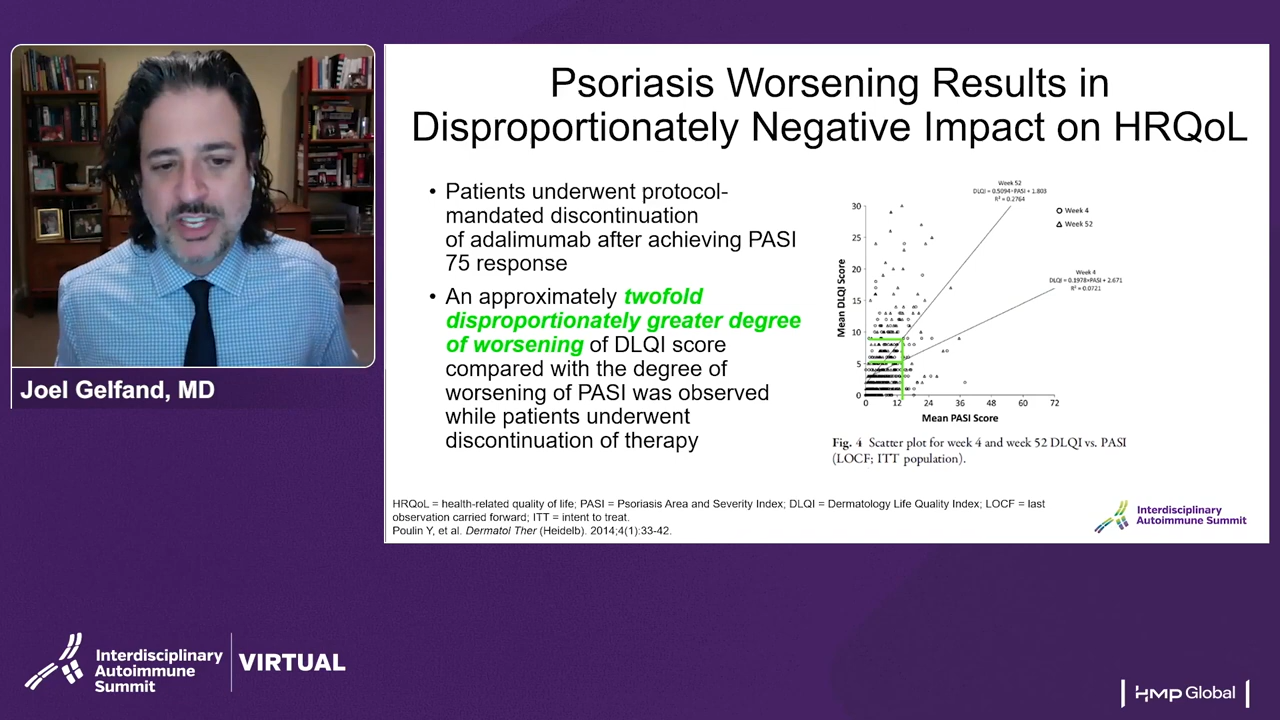 Psoriasis Worsening Results in
Disproportionately Negative Impact on HRQoL
• Patients underwent protocol-
mandated discontinuation
of adalimumab after achieving PASI
75 response
• An approximately twofold
disproportionately greater degree
of worsening of DLQI score
compared with the degree of
worsening of PASI was observed
while patients underwent
discontinuation of therapy
Week 52
DLQI = 0.5094×PASI + 1.803
R² = 0.2764
Week 4
Week 52
Week 4
DLQI = 0.1978×PASI + 2.671
R² = 0.0721
Mean DLQI Score
30
25
20
15
10
5
0
0 12 24 36 48 60 72
Mean PASI Score
Fig. 4 Scatter plot for week 4 and week 52 DLQI vs. PASI
(LOCF; ITT population).
HRQoL = health-related quality of life; PASI = Psoriasis Area and Severity Index; DLQI = Dermatology Life Quality Index; LOCF = last
observation carried forward; ITT = intent to treat.
Poulin Y, et al. Dermatol Ther (Heidelb). 2014;4(1):33-42.
Interdisciplinary
Autoimmune Summit
Joel Gelfand, MD
Interdisciplinary
Autoimmune
Summit
VIRTUAL
HMP Global